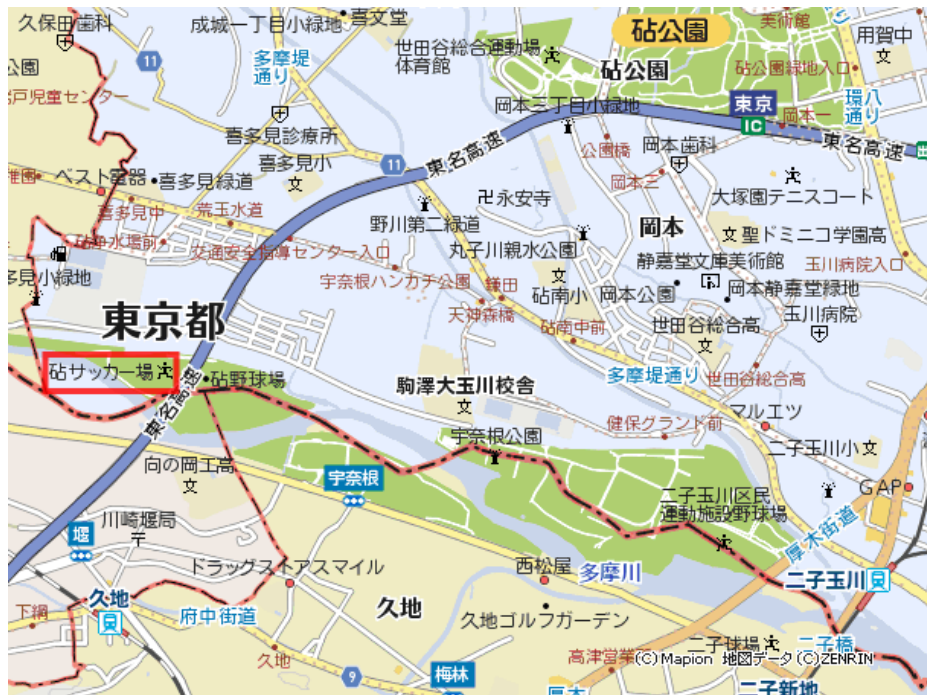 久保田歯科
成城一丁目小緑地
喜多文堂
多摩堤
通り
11
世田谷総合運動場
体育館
砧公園
砧公園
美術館
用賀中
砧公園緑地入口
環八
通り
児童センター
喜多見診療所
岡本三丁目小緑地
東京
IC
岡本一
東名高速
東名高速
11
公園橋
岡本歯科
岡本三
喜多見小
ベスト電器
喜多見緑道
喜多見中
荒玉水道
砧浄水場前
交通安全指導センター入口
野川第二緑道
永安寺
丸子川親水公園
岡本
大塚園テニスコート
聖ドミニコ学園高
静嘉堂文庫美術館
玉川病院入口
多見小緑地
宇奈根ハンカチ公園
鎌田
砧南小
岡本公園
岡本静嘉堂緑地
天神森橋
砧南中前
世田谷総合高
玉川病院
東京都
砧サッカー場
砧野球場
東名高速
駒澤大玉川校舎
多摩堤通り
世田谷総合高
健保グランド前
マルエツ
宇奈根公園
二子玉川小
向の岡工高
宇奈根
二子玉川区民
運動施設野球場
GAP
厚木街道
川崎堰局
堰
ドラッグストアスマイル
西松屋
多摩川
二子玉川
久地
下綱
府中街道
久地
久地ゴルフガーデン
久地
9
梅林
高津営業所
二子球場
二子橋
(C)Mapion 地図データ(C)ZENRIN
厚木
二子新地